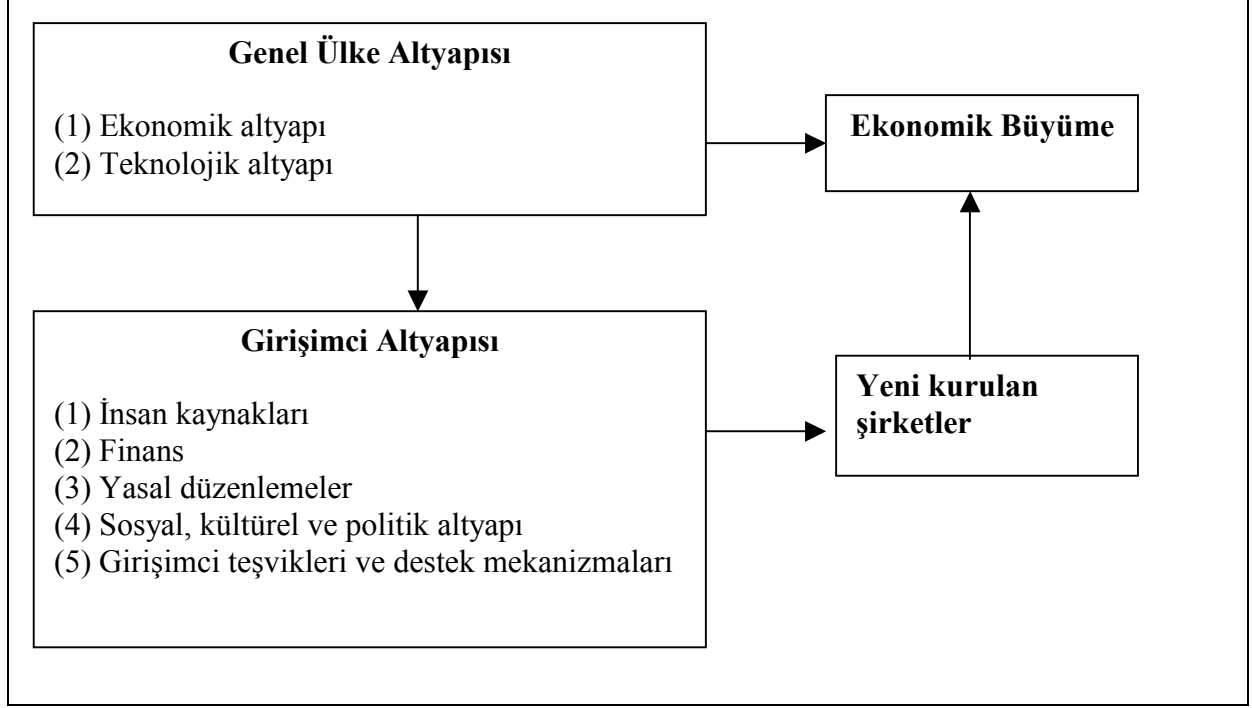 Genel Ülke Altyapısı
(1) Ekonomik altyapı
(2) Teknolojik altyapı
Ekonomik Büyüme
Girişimci Altyapısı
(1) İnsan kaynakları
(2) Finans
(3) Yasal düzenlemeler
(4) Sosyal, kültürel ve politik altyapı
(5) Girişimci teşvikleri ve destek mekanizmaları
Yeni kurulan
şirketler